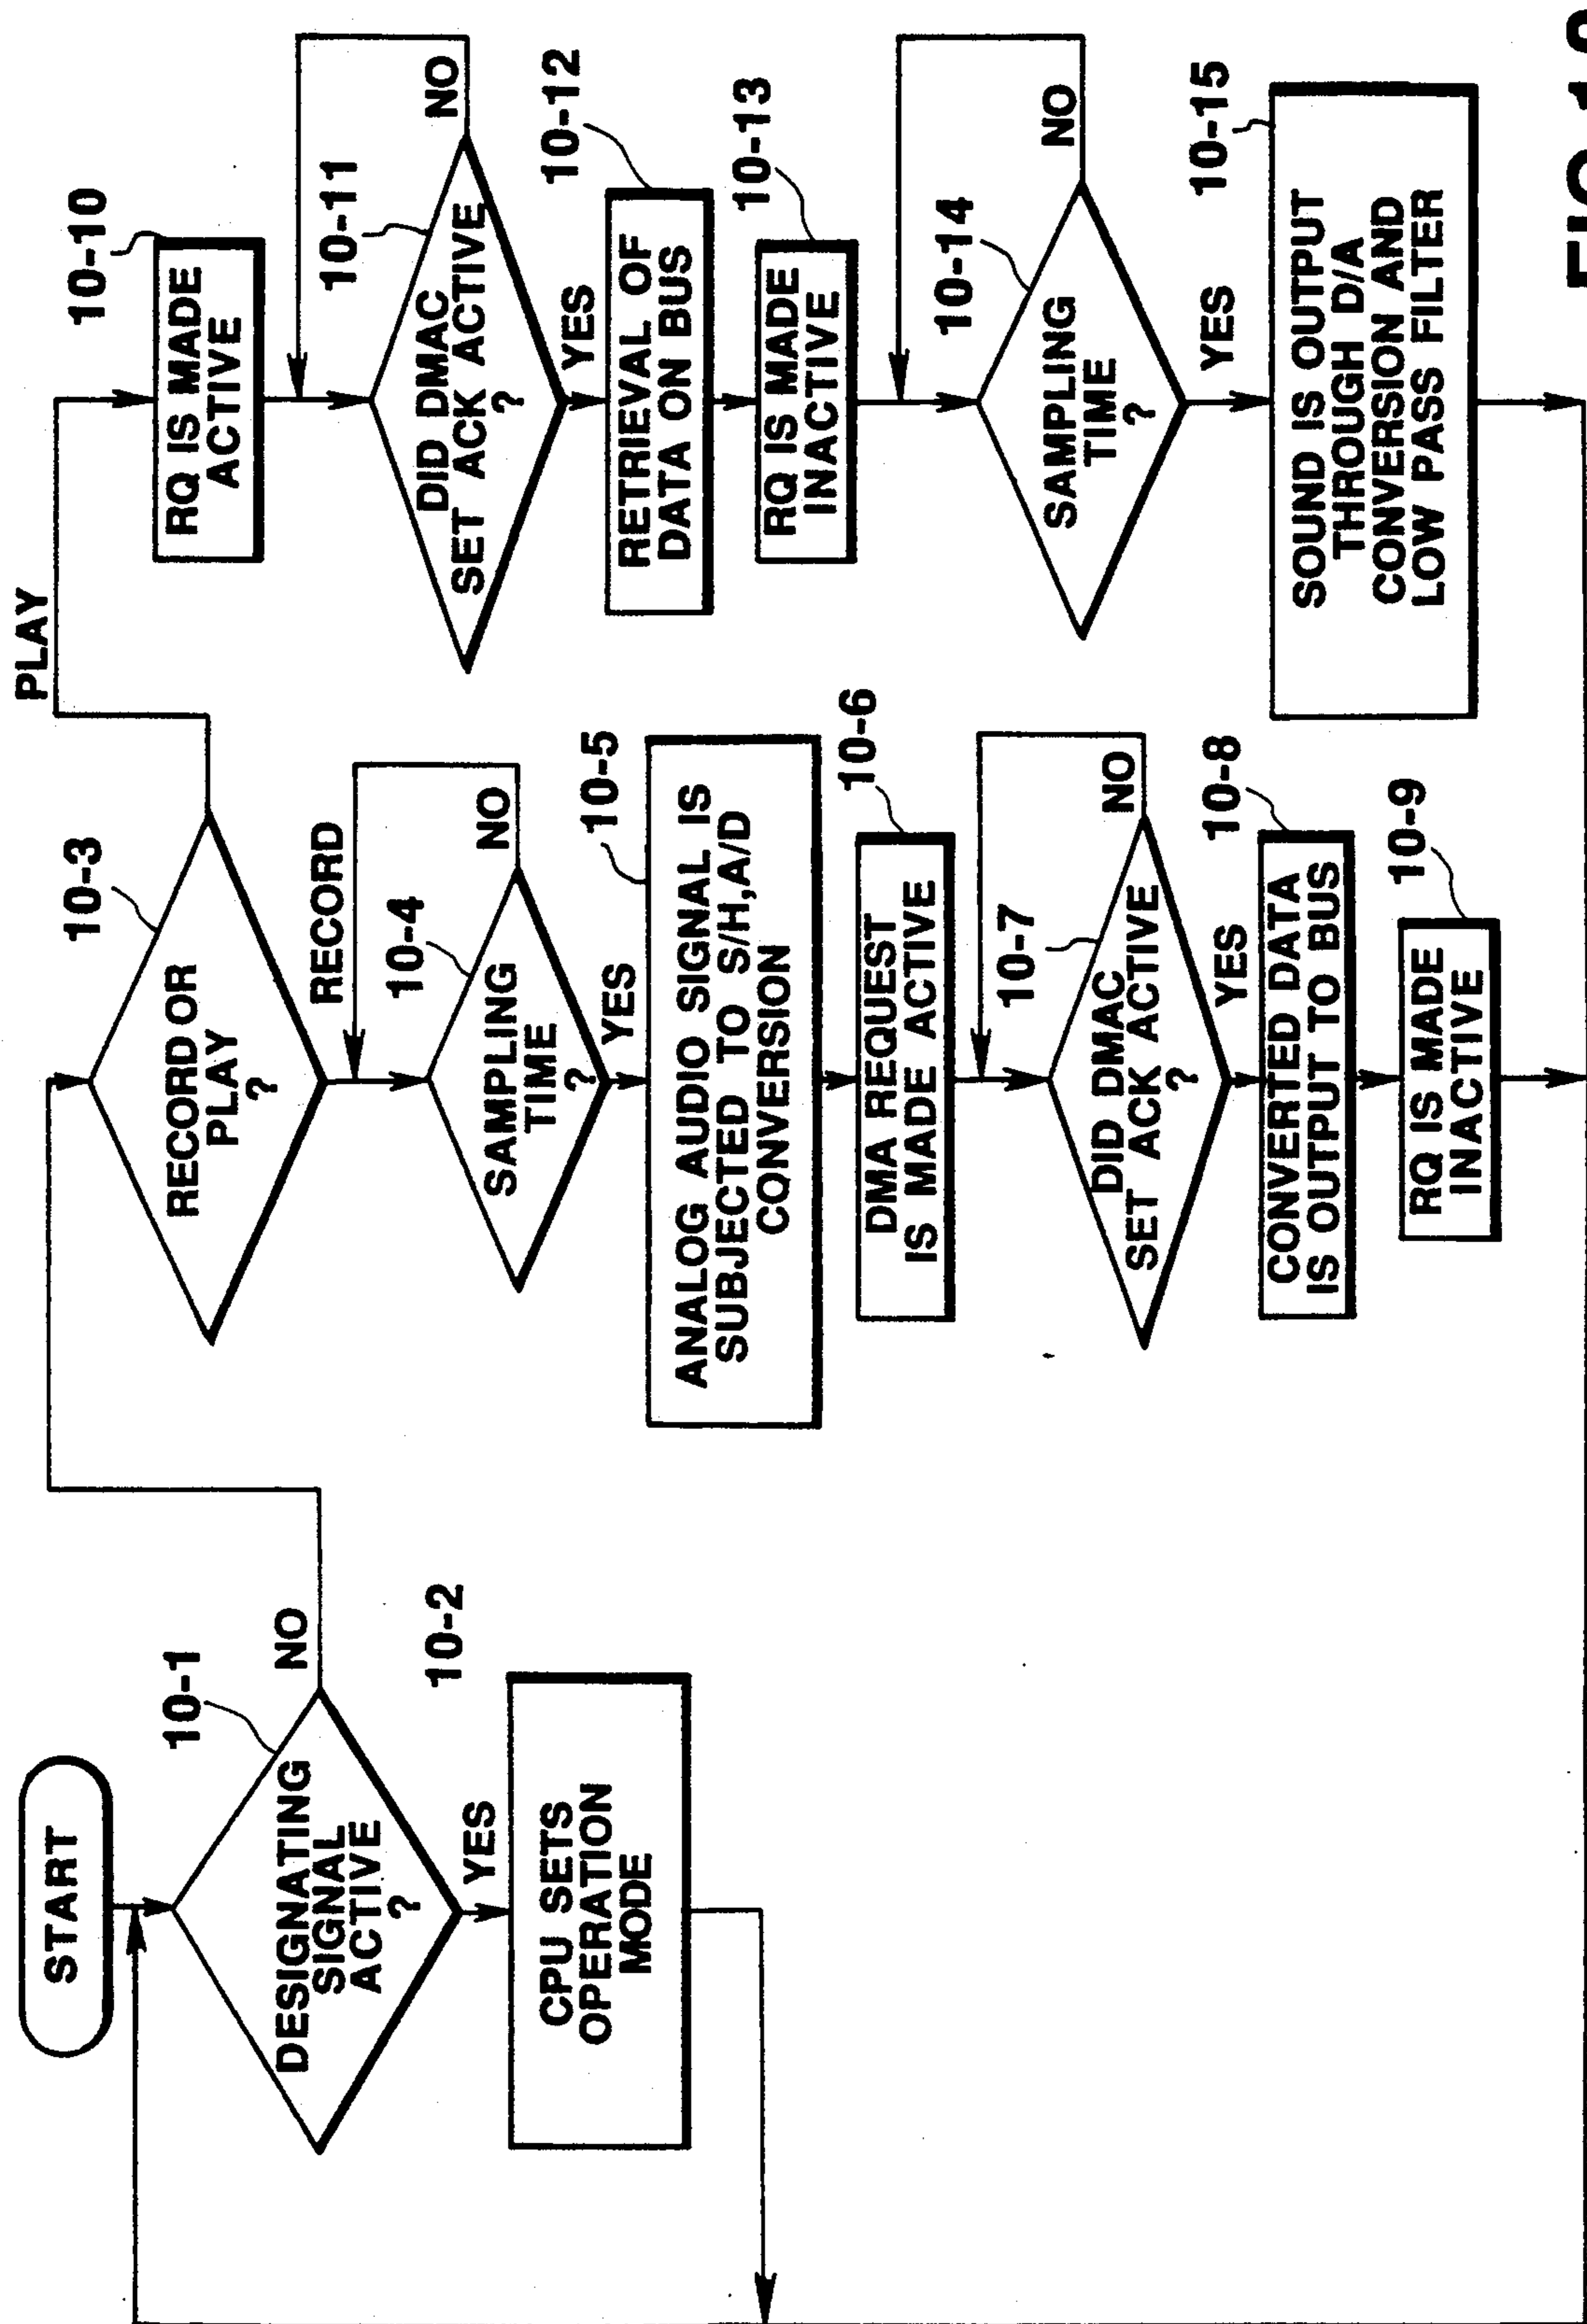 START
10-1
DESIGNATING
SIGNAL
ACTIVE
?
NO
YES
10-2
CPU SETS
OPERATION
MODE
10-3
RECORD OR
PLAY
?
RECORD
10-4
SAMPLING
TIME
?
NO
YES
10-5
ANALOG AUDIO SIGNAL IS
SUBJECTED TO S/H,A/D
CONVERSION
10-6
DMA REQUEST
IS MADE ACTIVE
10-7
DID DMAC
SET ACK ACTIVE
?
NO
YES
10-8
CONVERTED DATA
IS OUTPUT TO BUS
10-9
RQ IS MADE
INACTIVE
PLAY
10-10
RQ IS MADE
ACTIVE
10-11
DID DMAC
SET ACK ACTIVE
?
NO
YES
10-12
RETRIEVAL OF
DATA ON BUS
10-13
RQ IS MADE
INACTIVE
10-14
SAMPLING
TIME
?
NO
YES
10-15
SOUND IS OUTPUT
THROUGH D/A
CONVERSION AND
LOW PASS FILTER